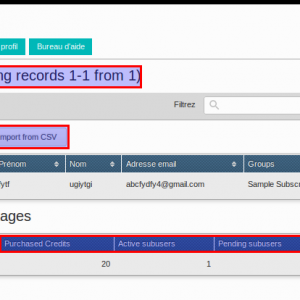 profil Bureau d'aide
ng records 1-1 from 1)
Filtrez
mport from CSV
Prénom Nom Adresse email Groups
ytf ugiytgi abcfydfy4@gmail.com Sample Subscr
ages
Purchased Credits Active subusers Pending subusers
20 1